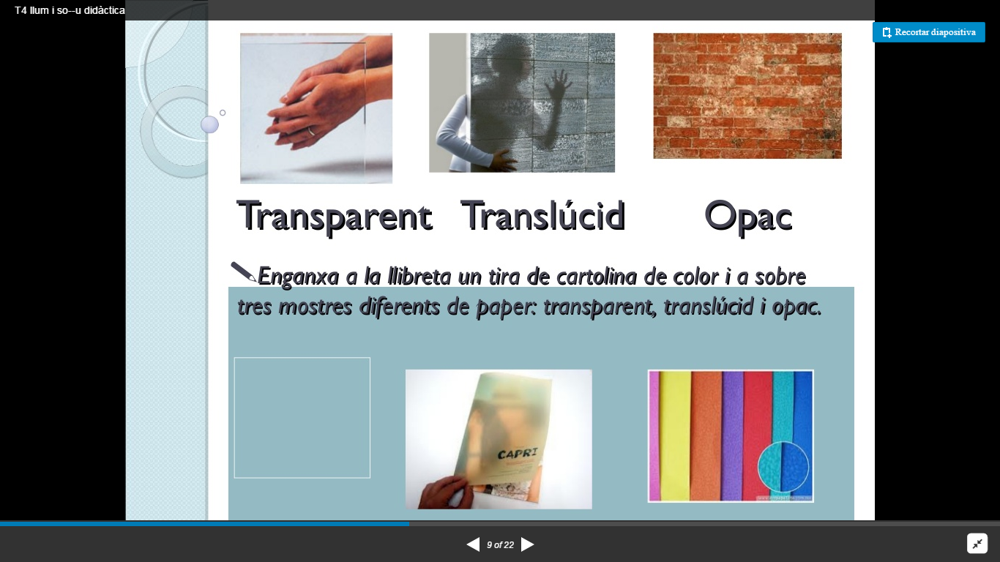 T4 llum i so--u didàctica
Recortar diapositiva
Transparent Translúcid Opac
Enganxa a la llibreta un tira de cartolina de color i a sobre
tres mostres diferents de paper: transparent, translúcid i opac.
CAPRI
9 of 22